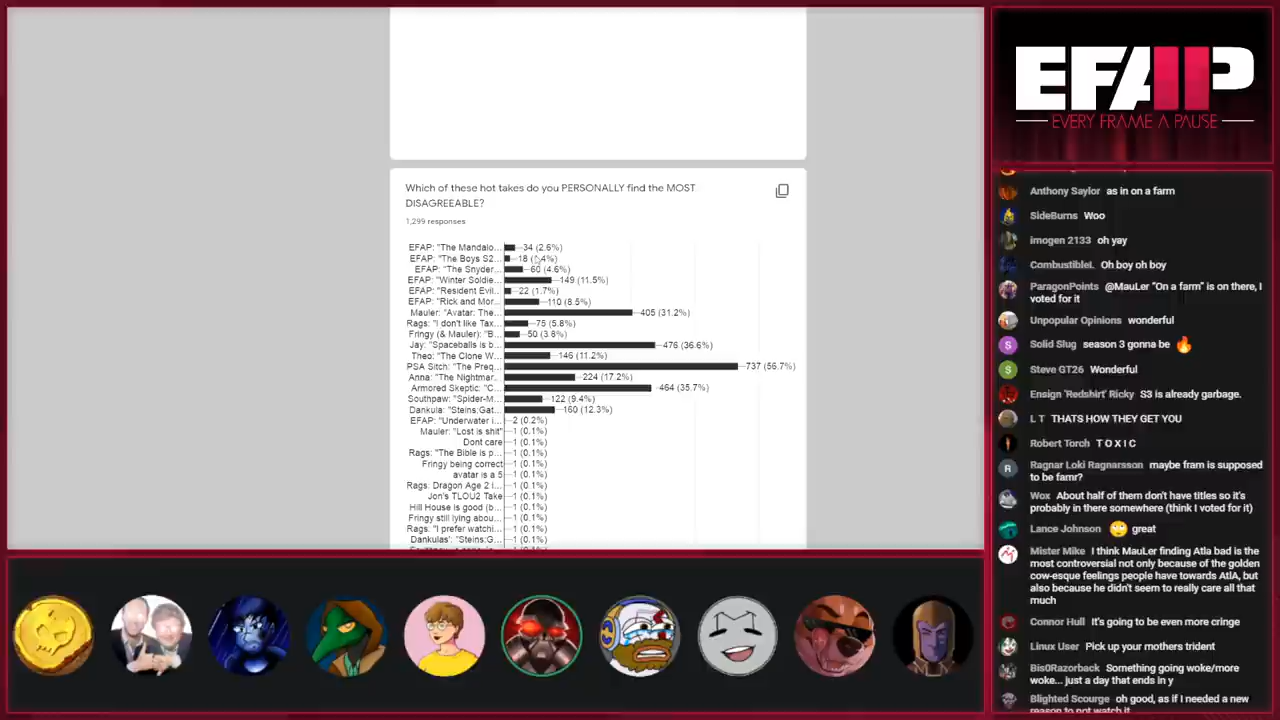 Which of these hot takes do you PERSONALLY find the MOST
DISAGREEABLE?
1,299 responses
EFAP: "The Mandalo... 34 (2.6%)
EFAP: "The Boys S2... 18 (1.4%)
EFAP: "The Snyder... 60 (4.6%)
EFAP: "Winter Soldie... 149 (11.5%)
EFAP: "Resident Evil... 22 (1.7%)
EFAP: "Rick and Mor... 110 (8.5%)
Mauler: "Avatar: The... 405 (31.2%)
Rags: "I don't like Tax... 75 (5.8%)
Fringy (& Mauler): "B... 50 (3.8%)
Jay: "Spaceballs is b... 476 (36.6%)
Theo: "The Clone W... 146 (11.2%)
PSA Sitch: "The Preq... 737 (56.7%)
Anna: "The Nightmar... 224 (17.2%)
Armored Skeptic: "C... 464 (35.7%)
Southpaw: "Spider-M... 122 (9.4%)
Dankula: "Steins;Gat... 160 (12.3%)
EFAP: "Underwater i... 2 (0.2%)
Mauler: "Lost is shit" 1 (0.1%)
Dont care 1 (0.1%)
Rags: "The Bible is p... 1 (0.1%)
Fringy being correct 1 (0.1%)
avatar is a 5 1 (0.1%)
Rags: Dragon Age 2 i... 1 (0.1%)
Jon's TLOU2 Take 1 (0.1%)
Hill House is good (b... 1 (0.1%)
Fringy still lying abou... 1 (0.1%)
Rags: "I prefer watchi... 1 (0.1%)
Dankulas': "Steins;G... 1 (0.1%)
EFAP
EVERY FRAME A PAUSE
Anthony Saylor as in on a farm
SideBurns Woo
imogen 2133 oh yay
CombustibleL Oh boy oh boy
ParagonPoints @MauLer "On a farm" is on there, I
voted for it
Unpopular Opinions wonderful
S Solid Slug season 3 gonna be 🔥
S Steve GT26 Wonderful
Ensign 'Redshirt' Ricky S3 is already garbage.
L T THATS HOW THEY GET YOU
Robert Torch T O X I C
R Ragnar Loki Ragnarsson maybe fram is supposed
to be famr?
Wox About half of them don't have titles so it's
probably in there somewhere (think I voted for it)
Lance Johnson 🙄 great
Mister Mike I think MauLer finding Atla bad is the
most controversial not only because of the golden
cow-esque feelings people have towards AtlA, but
also because he didn't seem to really care all that
much
Connor Hull It's going to be even more cringe
Linux User Pick up your mothers trident
Bis0Razorback Something going woke/more
woke... just a day that ends in y
Blighted Scourge oh good, as if I needed a new
reason to not watch it